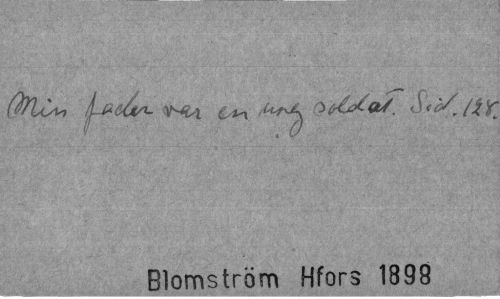 Min fader var en ung soldat. Sid. 128.
Blomström Hfors 1898